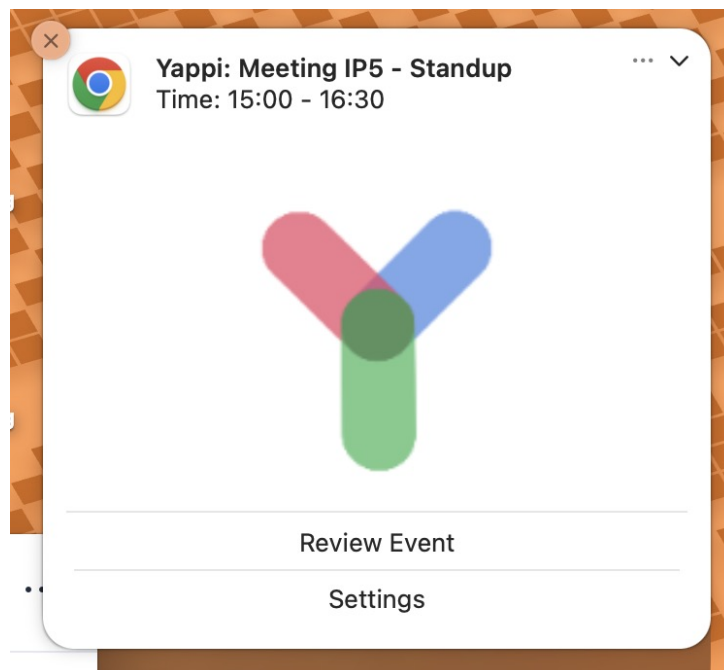 Yappi: Meeting IP5 - Standup
Time: 15:00 - 16:30
Review Event
Settings